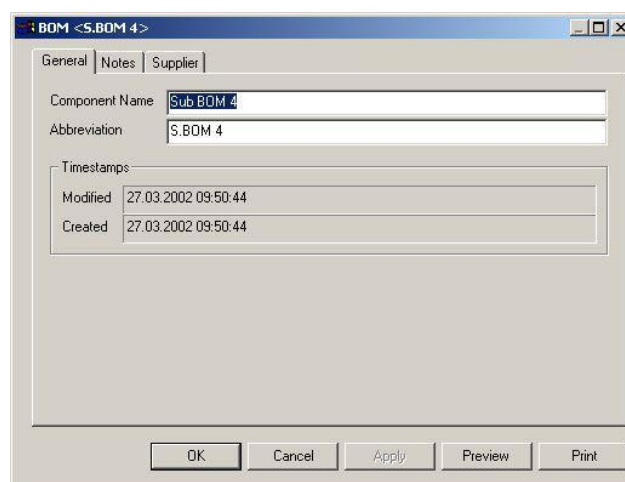 BOM <S.BOM 4>
General Notes Supplier
Component Name Sub BOM 4
Abbreviation S.BOM 4
Timestamps
Modified 27.03.2002 09:50:44
Created 27.03.2002 09:50:44
OK Cancel Apply Preview Print